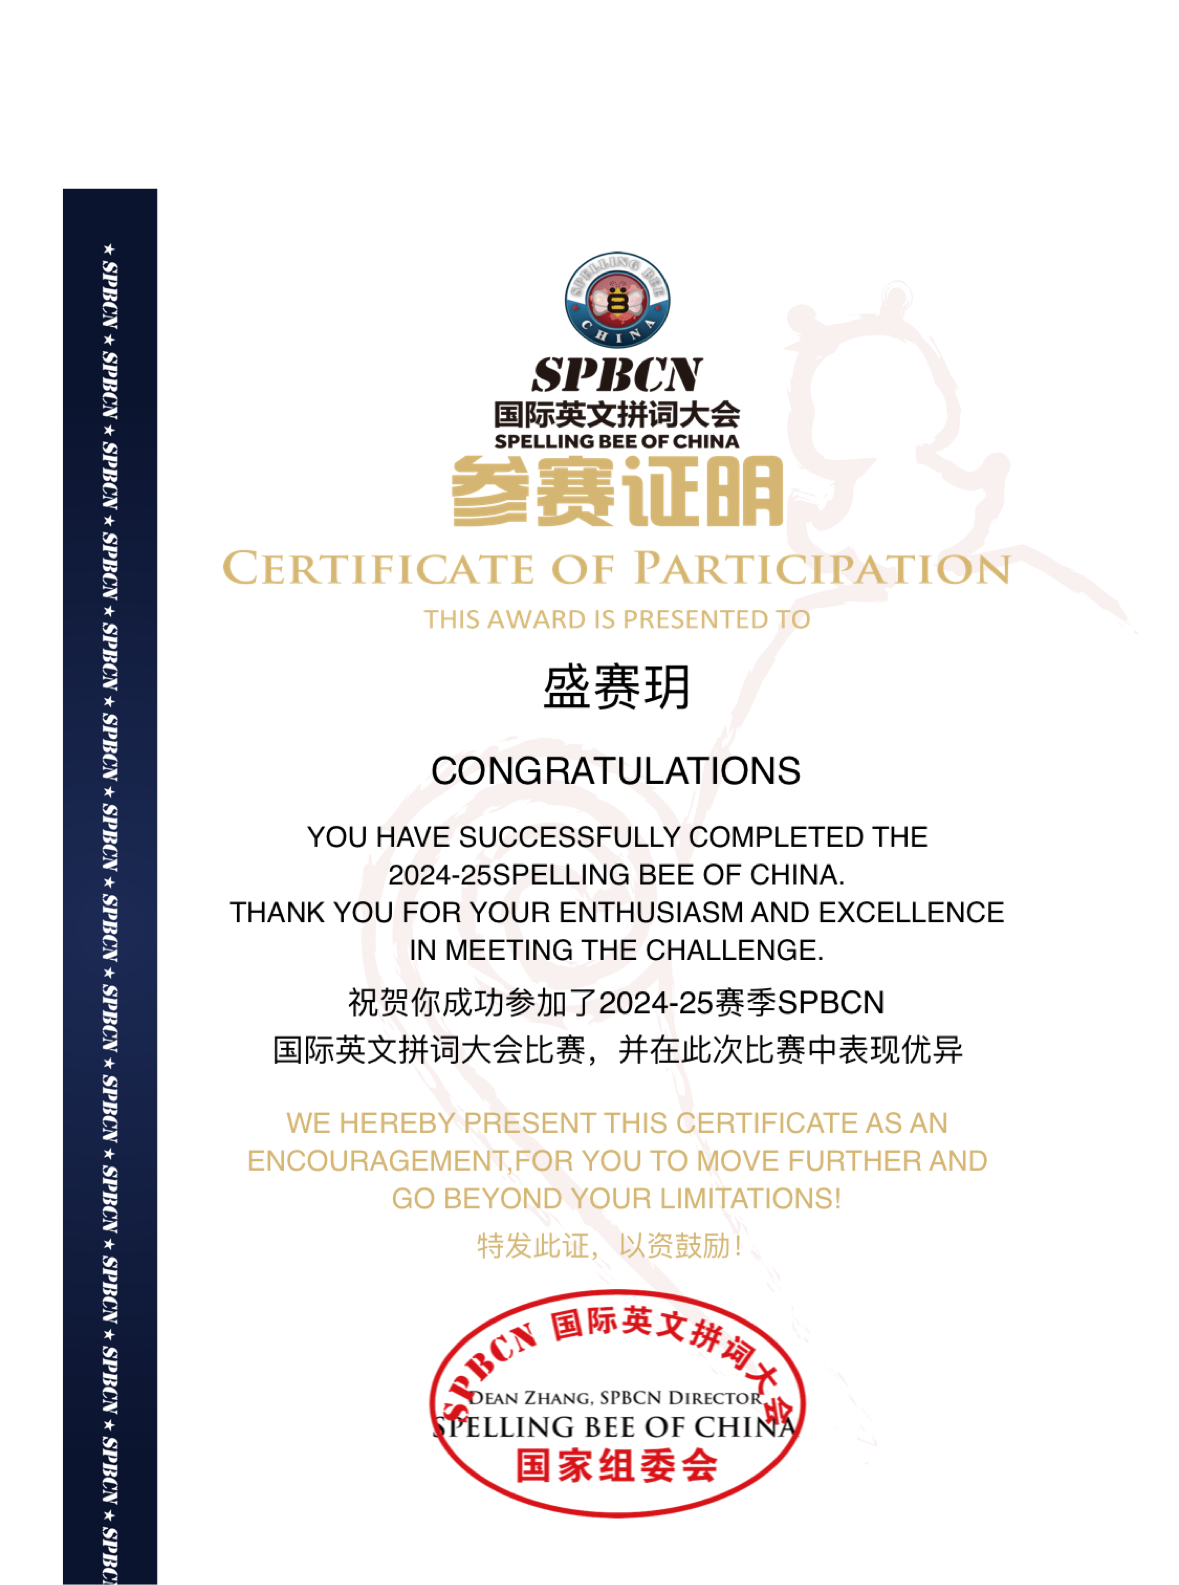 ★ SPBCN ★ SPBCN ★ SPBCN ★ SPBCN ★ SPBCN ★ SPBCN ★ SPBCN ★ SPBCN ★ SPBCN ★ SPBCN ★ SPBCN ★ SPBCN ★ SPBCN ★ SPBCN ★ SPBC
SPELLING BEE
CHINA
SPBCN
国际英文拼词大会
SPELLING BEE OF CHINA
参赛证明
CERTIFICATE OF PARTICIPATION
THIS AWARD IS PRESENTED TO
盛赛玥
CONGRATULATIONS
YOU HAVE SUCCESSFULLY COMPLETED THE
2024-25SPELLING BEE OF CHINA.
THANK YOU FOR YOUR ENTHUSIASM AND EXCELLENCE
IN MEETING THE CHALLENGE.
祝贺你成功参加了2024-25赛季SPBCN
国际英文拼词大会比赛，并在此次比赛中表现优异
WE HEREBY PRESENT THIS CERTIFICATE AS AN
ENCOURAGEMENT,FOR YOU TO MOVE FURTHER AND
GO BEYOND YOUR LIMITATIONS!
特发此证，以资鼓励！
SPBCN 国际英文拼词大会
DEAN ZHANG, SPBCN DIRECTOR
SPELLING BEE OF CHINA
国家组委会